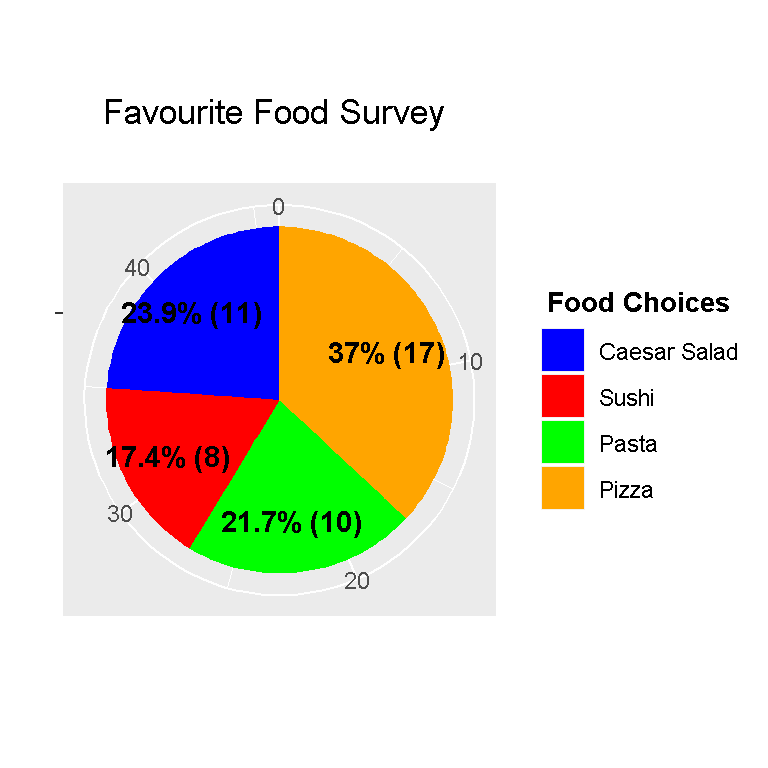 Favourite Food Survey
0
40
23.9% (11)
37% (17)
10
17.4% (8)
30
21.7% (10)
20
Food Choices
Caesar Salad
Sushi
Pasta
Pizza